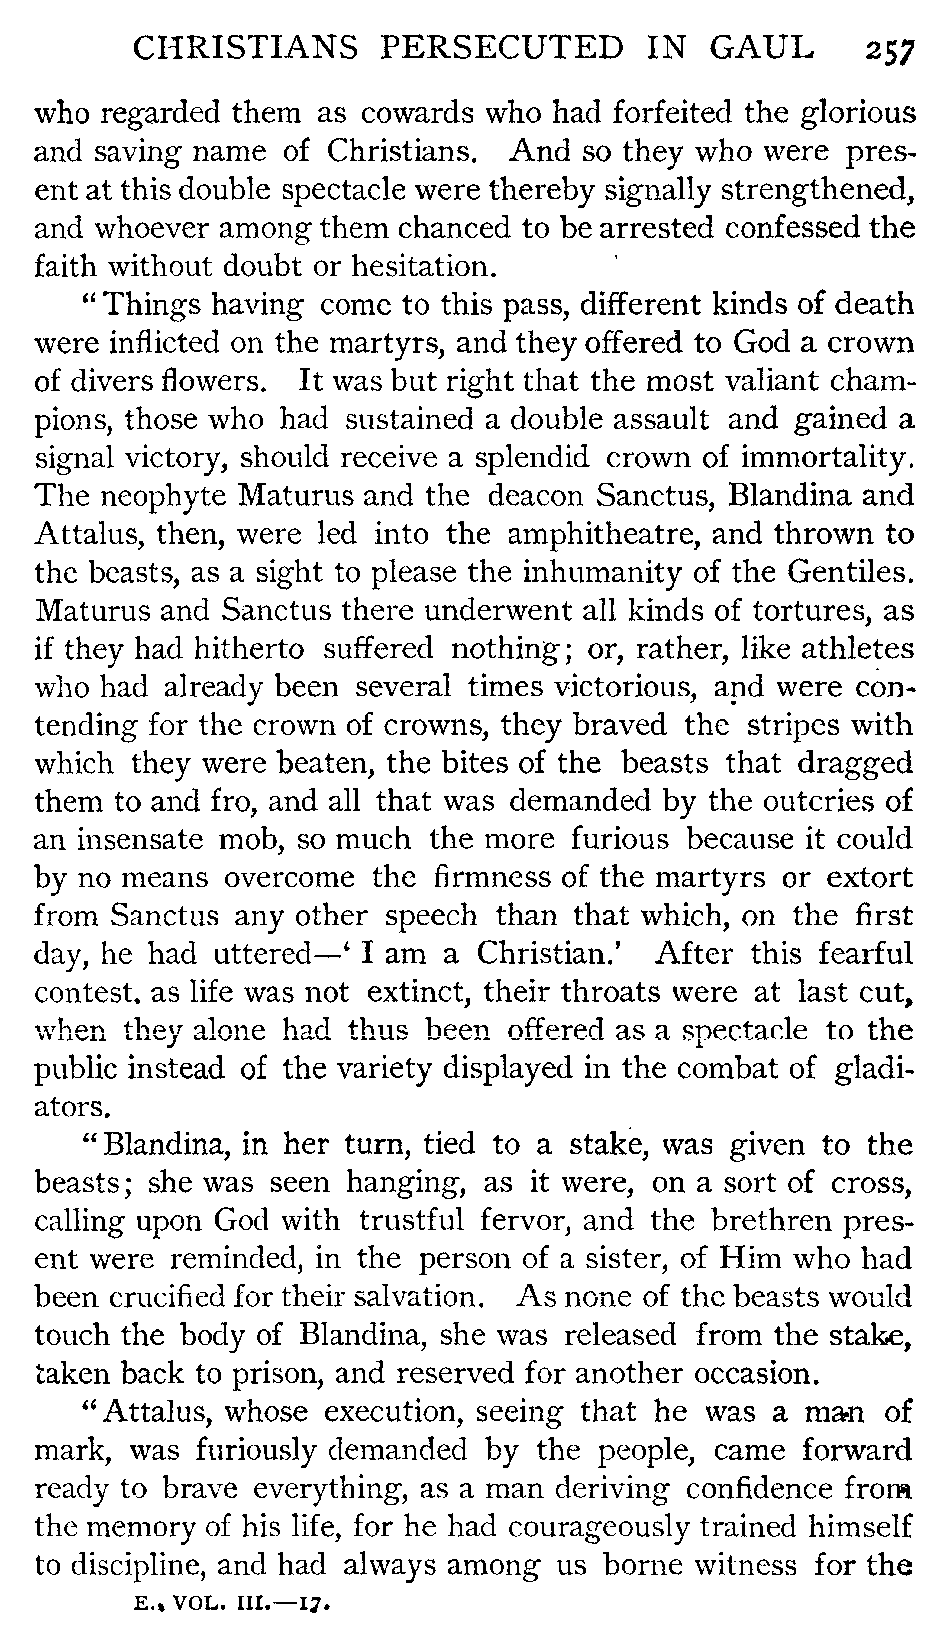 CHRISTIANS PERSECUTED IN GAUL 257
who regarded them as cowards who had forfeited the glorious
and saving name of Christians. And so they who were pres-
ent at this double spectacle were thereby signally strengthened,
and whoever among them chanced to be arrested confessed the
faith without doubt or hesitation.
“Things having come to this pass, different kinds of death
were inflicted on the martyrs, and they offered to God a crown
of divers flowers. It was but right that the most valiant cham-
pions, those who had sustained a double assault and gained a
signal victory, should receive a splendid crown of immortality.
The neophyte Maturus and the deacon Sanctus, Blandina and
Attalus, then, were led into the amphitheatre, and thrown to
the beasts, as a sight to please the inhumanity of the Gentiles.
Maturus and Sanctus there underwent all kinds of tortures, as
if they had hitherto suffered nothing; or, rather, like athletes
who had already been several times victorious, and were con-
tending for the crown of crowns, they braved the stripes with
which they were beaten, the bites of the beasts that dragged
them to and fro, and all that was demanded by the outcries of
an insensate mob, so much the more furious because it could
by no means overcome the firmness of the martyrs or extort
from Sanctus any other speech than that which, on the first
day, he had uttered—‘I am a Christian.’ After this fearful
contest. as life was not extinct, their throats were at last cut,
when they alone had thus been offered as a spectacle to the
public instead of the variety displayed in the combat of gladi-
ators.
“Blandina, in her turn, tied to a stake, was given to the
beasts; she was seen hanging, as it were, on a sort of cross,
calling upon God with trustful fervor, and the brethren pres-
ent were reminded, in the person of a sister, of Him who had
been crucified for their salvation. As none of the beasts would
touch the body of Blandina, she was released from the stake,
taken back to prison, and reserved for another occasion.
“Attalus, whose execution, seeing that he was a man of
mark, was furiously demanded by the people, came forward
ready to brave everything, as a man deriving confidence from
the memory of his life, for he had courageously trained himself
to discipline, and had always among us borne witness for the
E., VOL. III.—17.